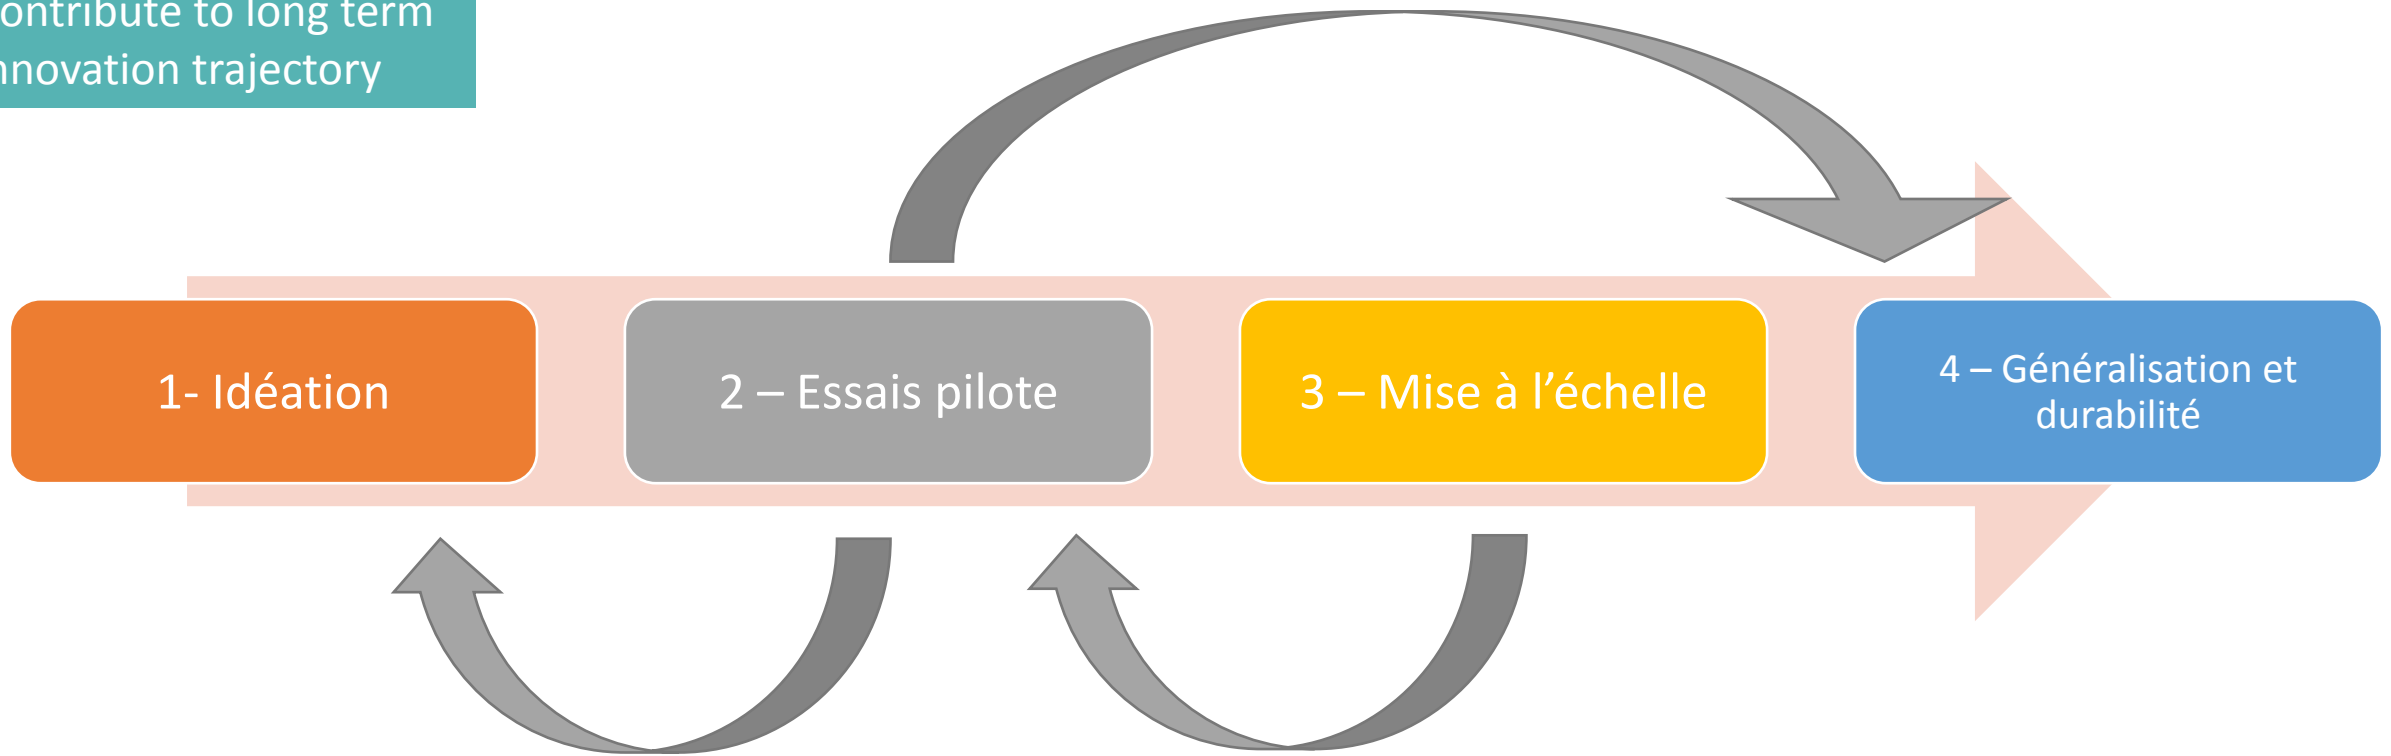 ontribute to long term
nnovation trajectory
1- Idéation
2 – Essais pilote
3 – Mise à l’échelle
4 – Généralisation et
durabilité